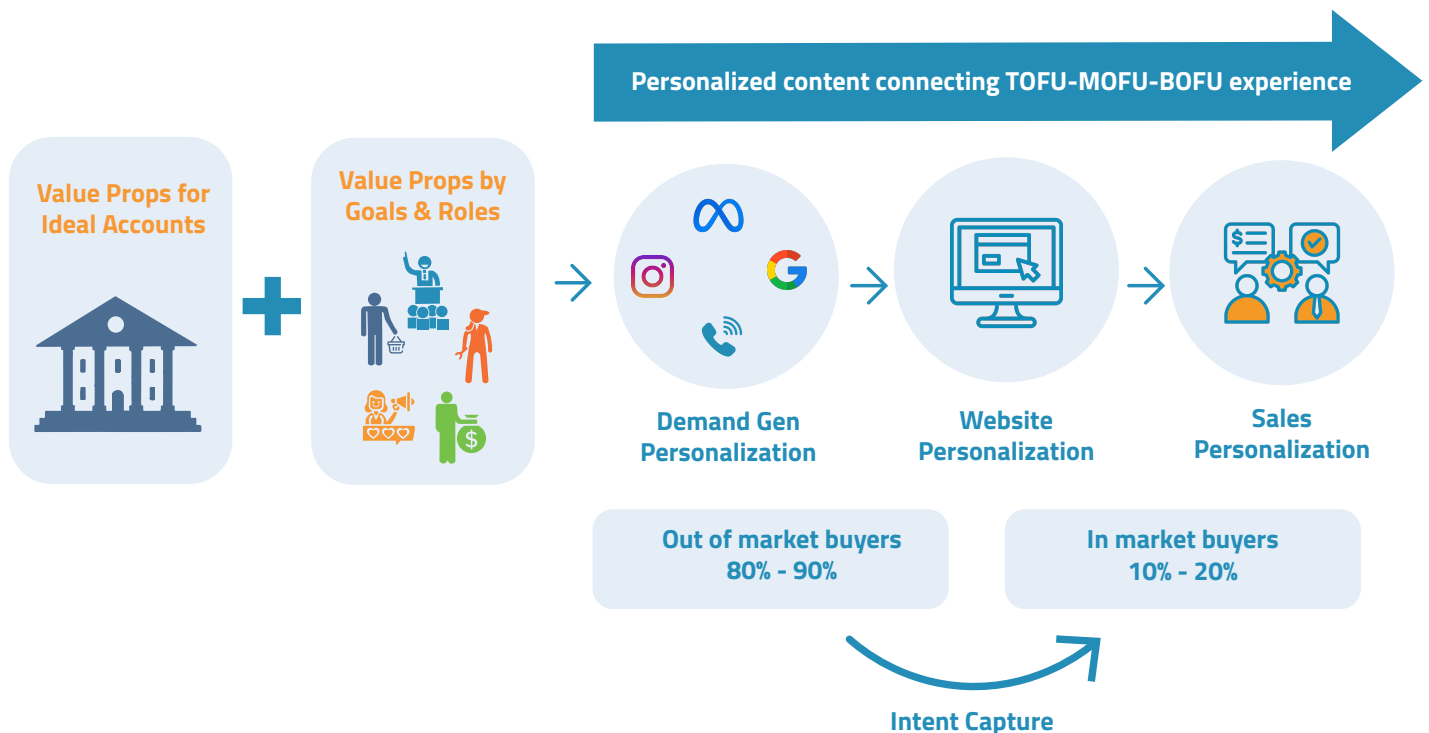 Personalized content connecting TOFU-MOFU-BOFU experience
Value Props for
Ideal Accounts
Value Props by
Goals & Roles
$
$
Demand Gen
Personalization
Website
Personalization
Sales
Personalization
Out of market buyers
80% - 90%
In market buyers
10% - 20%
Intent Capture